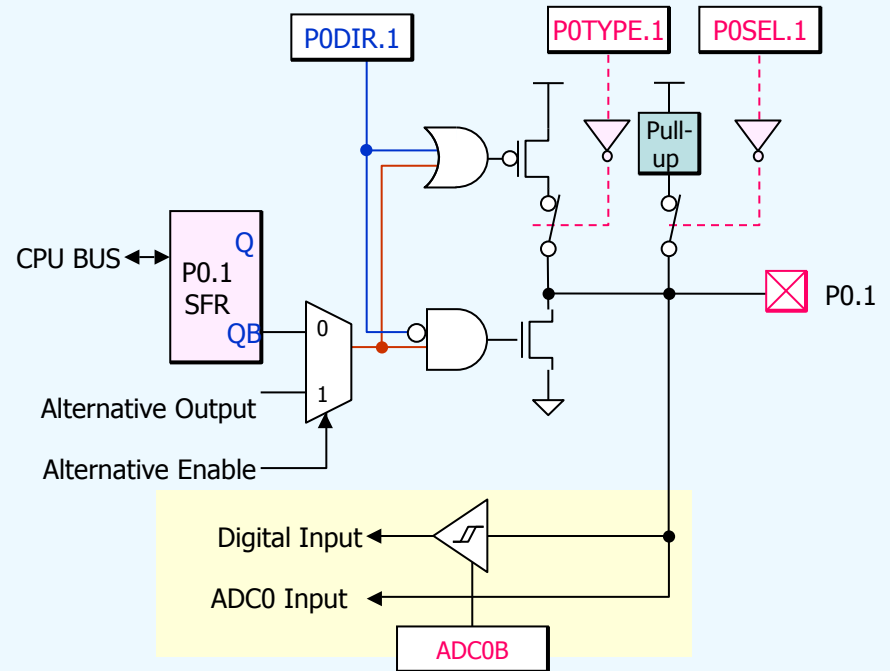 P0DIR.1
P0TYPE.1
P0SEL.1
Pull-
up
Q
CPU BUS
P0.1
SFR
QB
0
1
P0.1
Alternative Output
Alternative Enable
Digital Input
ADC0 Input
ADC0B